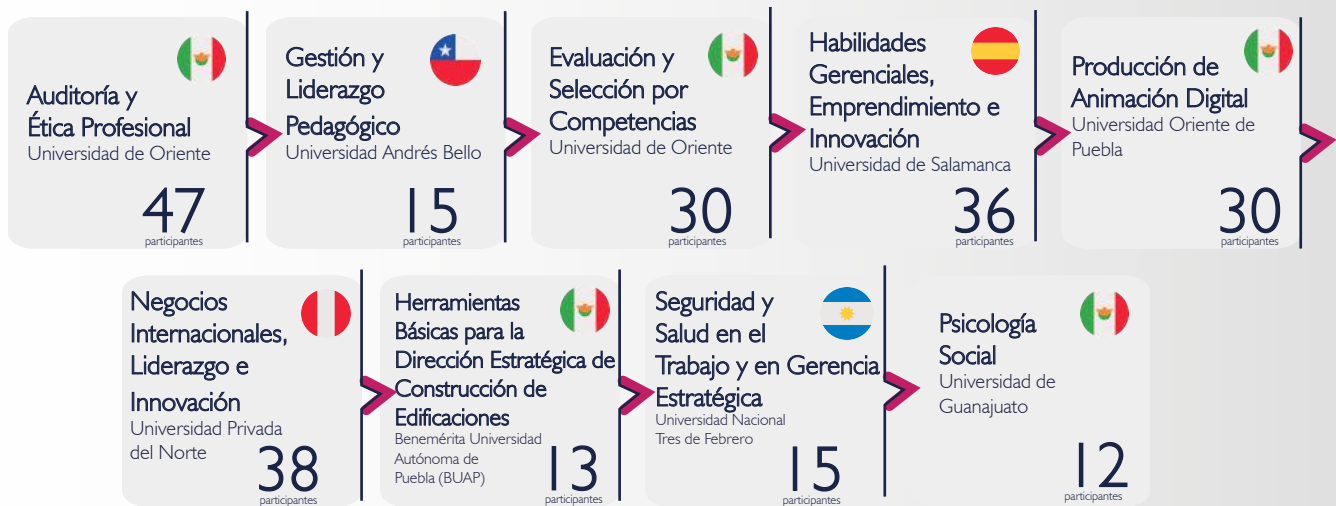 Auditoría y
Ética Profesional
Universidad de Oriente
47
participantes
Gestión y
Liderazgo
Pedagógico
Universidad Andrés Bello
15
participantes
Evaluación y
Selección por
Competencias
Universidad de Oriente
30
participantes
Habilidades
Gerenciales,
Emprendimiento e
Innovación
Universidad de Salamanca
36
participantes
Producción de
Animación Digital
Universidad Oriente de
Puebla
30
participantes
Negocios
Internacionales,
Liderazgo e
Innovación
Universidad Privada
del Norte
38
participantes
Herramientas
Básicas para la
Dirección Estratégica de
Construcción de
Edificaciones
Benemérita Universidad
Autónoma de
Puebla (BUAP)
13
participantes
Seguridad y
Salud en el
Trabajo y en Gerencia
Estratégica
Universidad Nacional
Tres de Febrero
15
participantes
Psicología
Social
Universidad de
Guanajuato
12
participantes